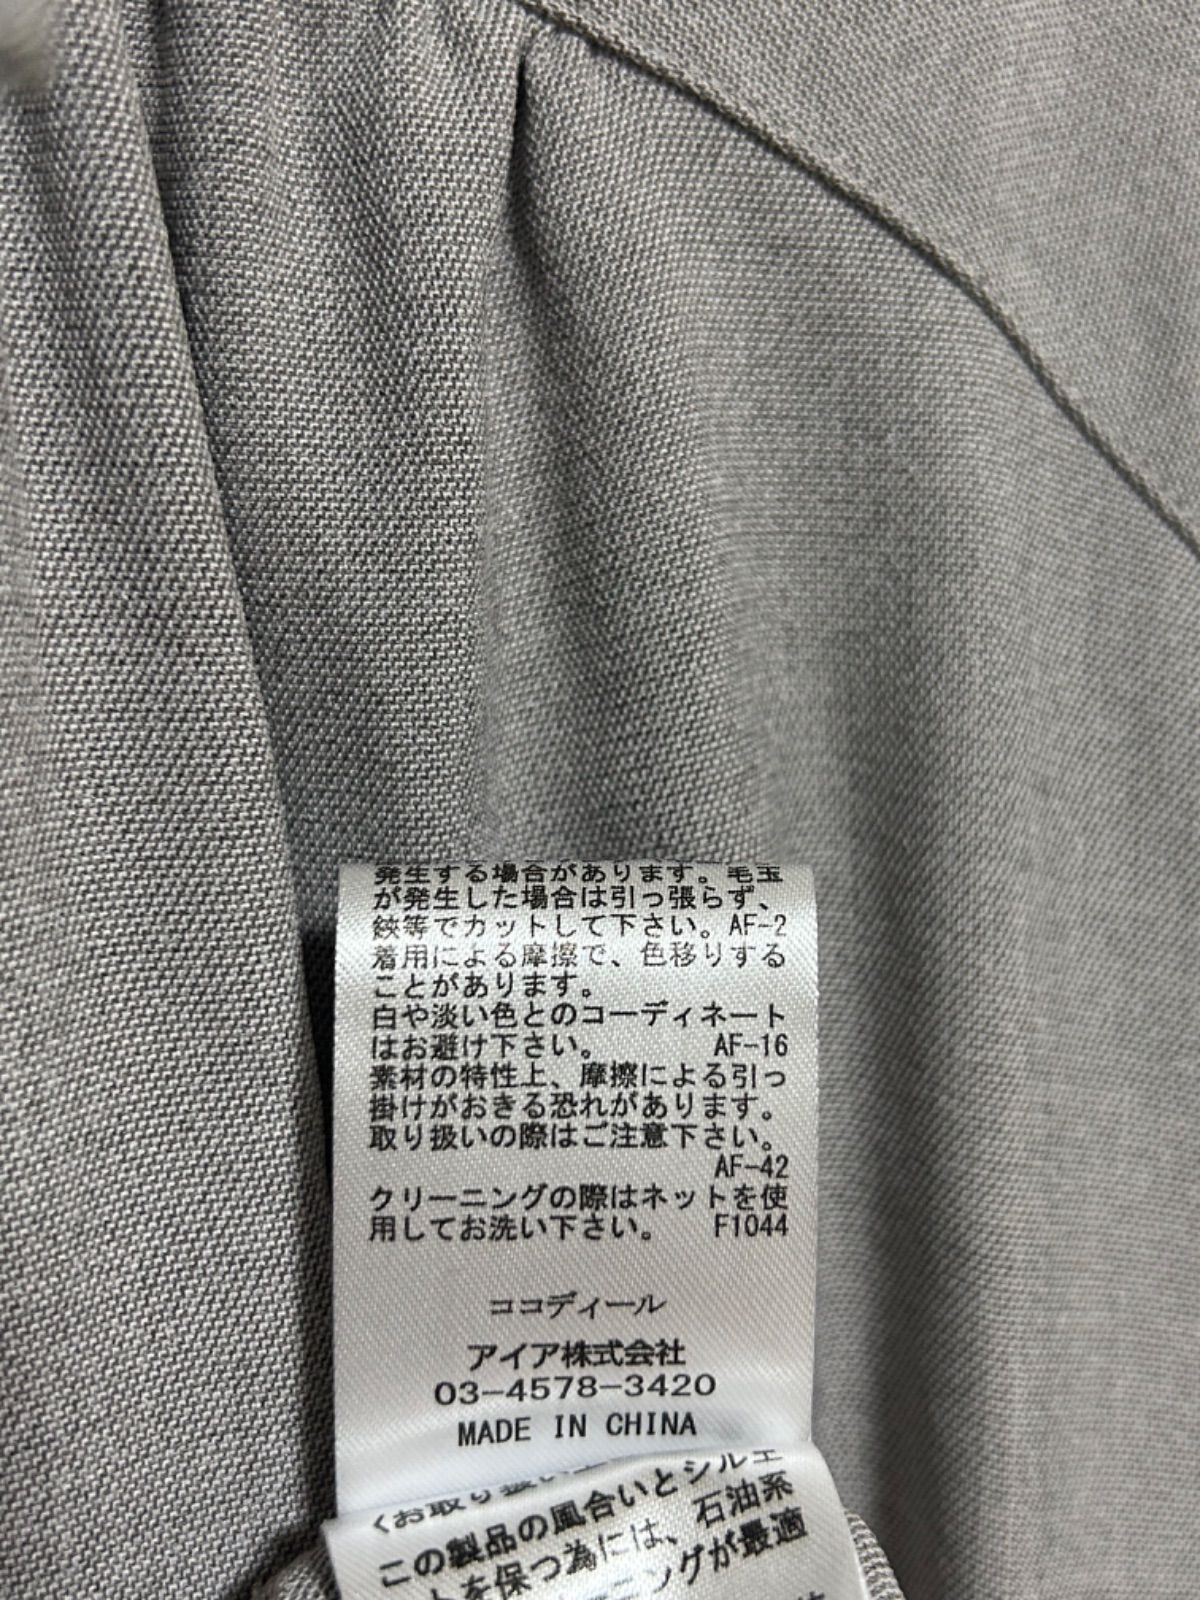 発生する場合があります。毛玉
が発生した場合は引っ張らず、
鋏等でカットして下さい。AF-2
着用による摩擦で、色移りする
ことがあります。
白や淡い色とのコーディネート
はお避け下さい。 AF-16
素材の特性上、摩擦による引っ
掛けがおきる恐れがあります。
取り扱いの際はご注意下さい。
AF-42
クリーニングの際はネットを使
用してお洗い下さい。 F1044
ココディール
アイア株式会社
03-4578-3420
MADE IN CHINA
<お取り扱い上
この製品の風合いとシルエ
ットを保つ為には、石油系
ーニングが最適